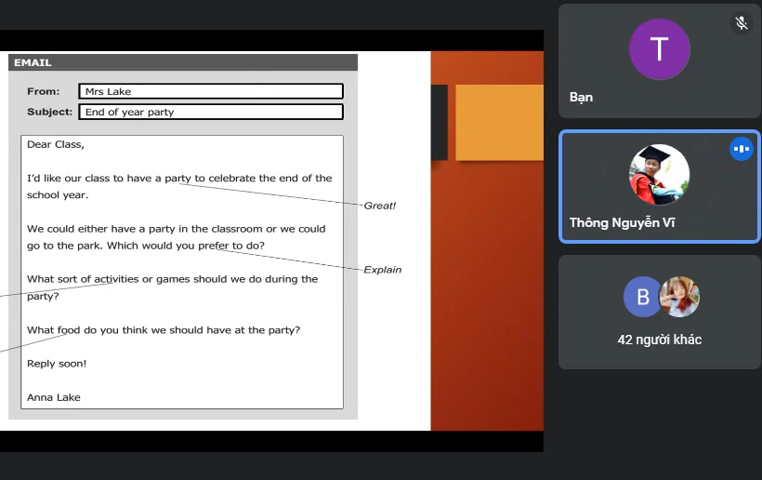 EMAIL
From: Mrs Lake
Subject: End of year party
Dear Class,
I'd like our class to have a party to celebrate the end of the
school year.
Great!
We could either have a party in the classroom or we could
go to the park. Which would you prefer to do?
Explain
What sort of activities or games should we do during the
party?
What food do you think we should have at the party?
Reply soon!
Anna Lake
T
Bạn
Thông Nguyễn Vĩ
B
42 người khác